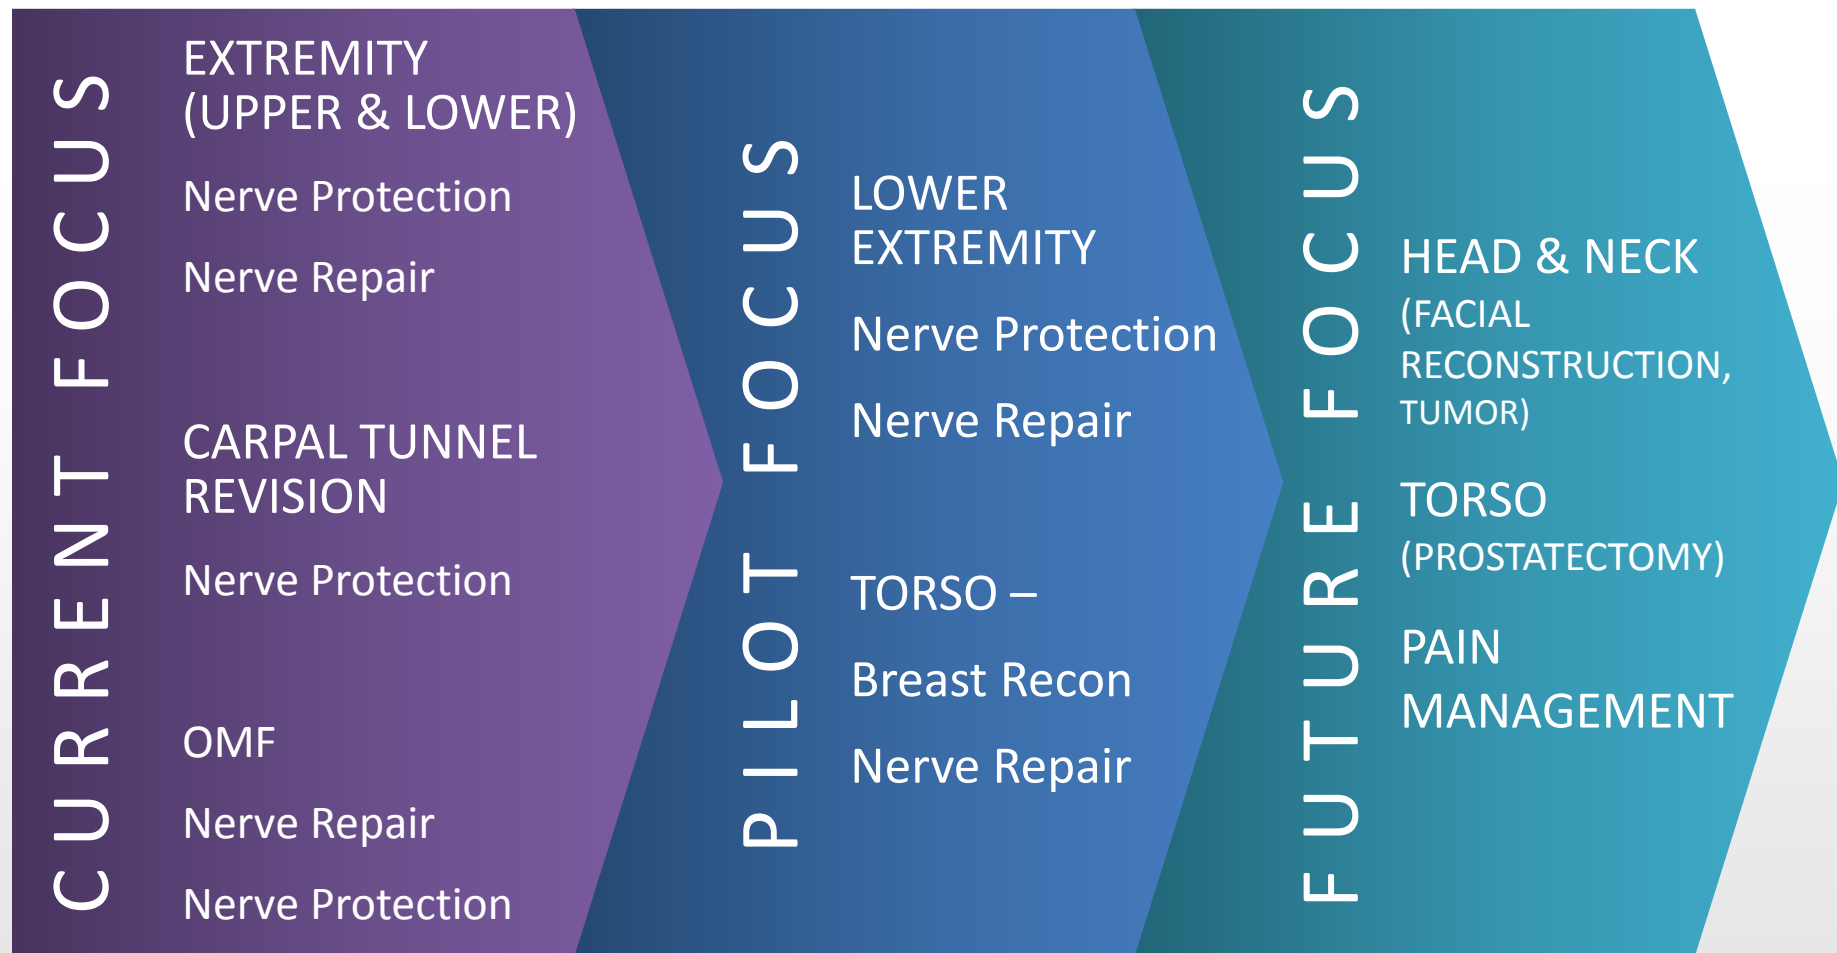 CURRENT FOCUS
EXTREMITY
(UPPER & LOWER)
Nerve Protection
Nerve Repair
CARPAL TUNNEL
REVISION
Nerve Protection
OMF
Nerve Repair
Nerve Protection
PILOT FOCUS
LOWER
EXTREMITY
Nerve Protection
Nerve Repair
TORSO –
Breast Recon
Nerve Repair
FUTURE FOCUS
HEAD & NECK
(FACIAL
RECONSTRUCTION,
TUMOR)
TORSO
(PROSTATECTOMY)
PAIN
MANAGEMENT